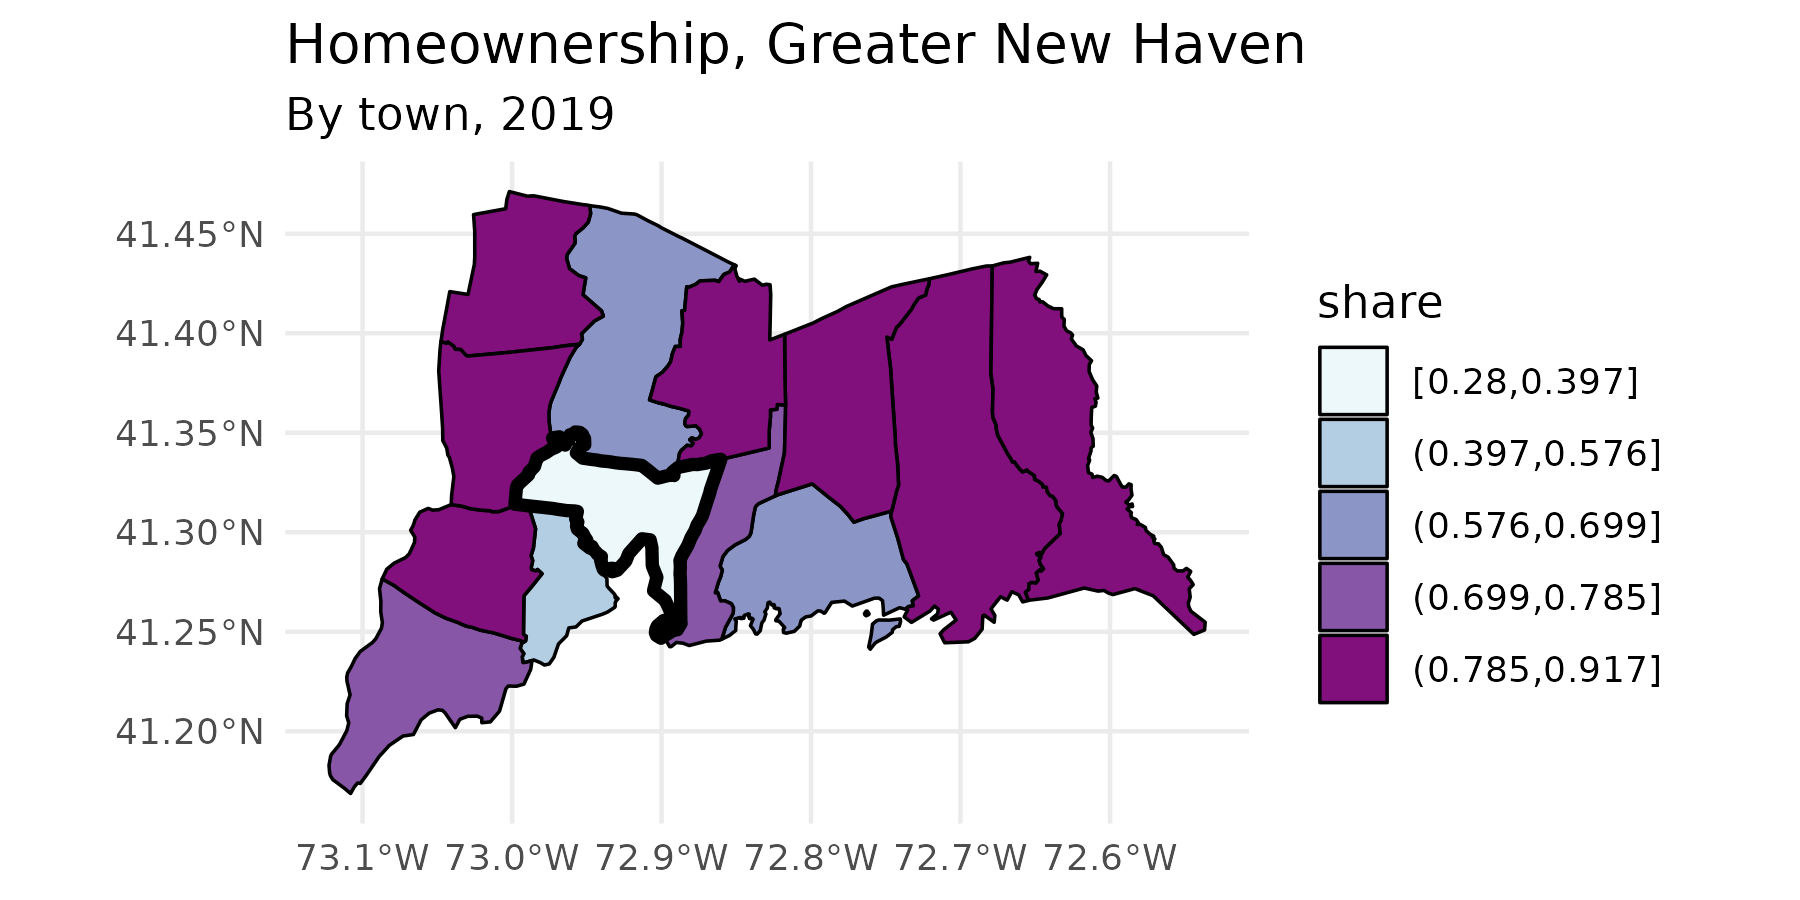 Homeownership, Greater New Haven
By town, 2019
41.45°N
41.40°N
41.35°N
41.30°N
41.25°N
41.20°N
73.1°W 73.0°W 72.9°W 72.8°W 72.7°W 72.6°W
share
[0.28,0.397]
(0.397,0.576]
(0.576,0.699]
(0.699,0.785]
(0.785,0.917]